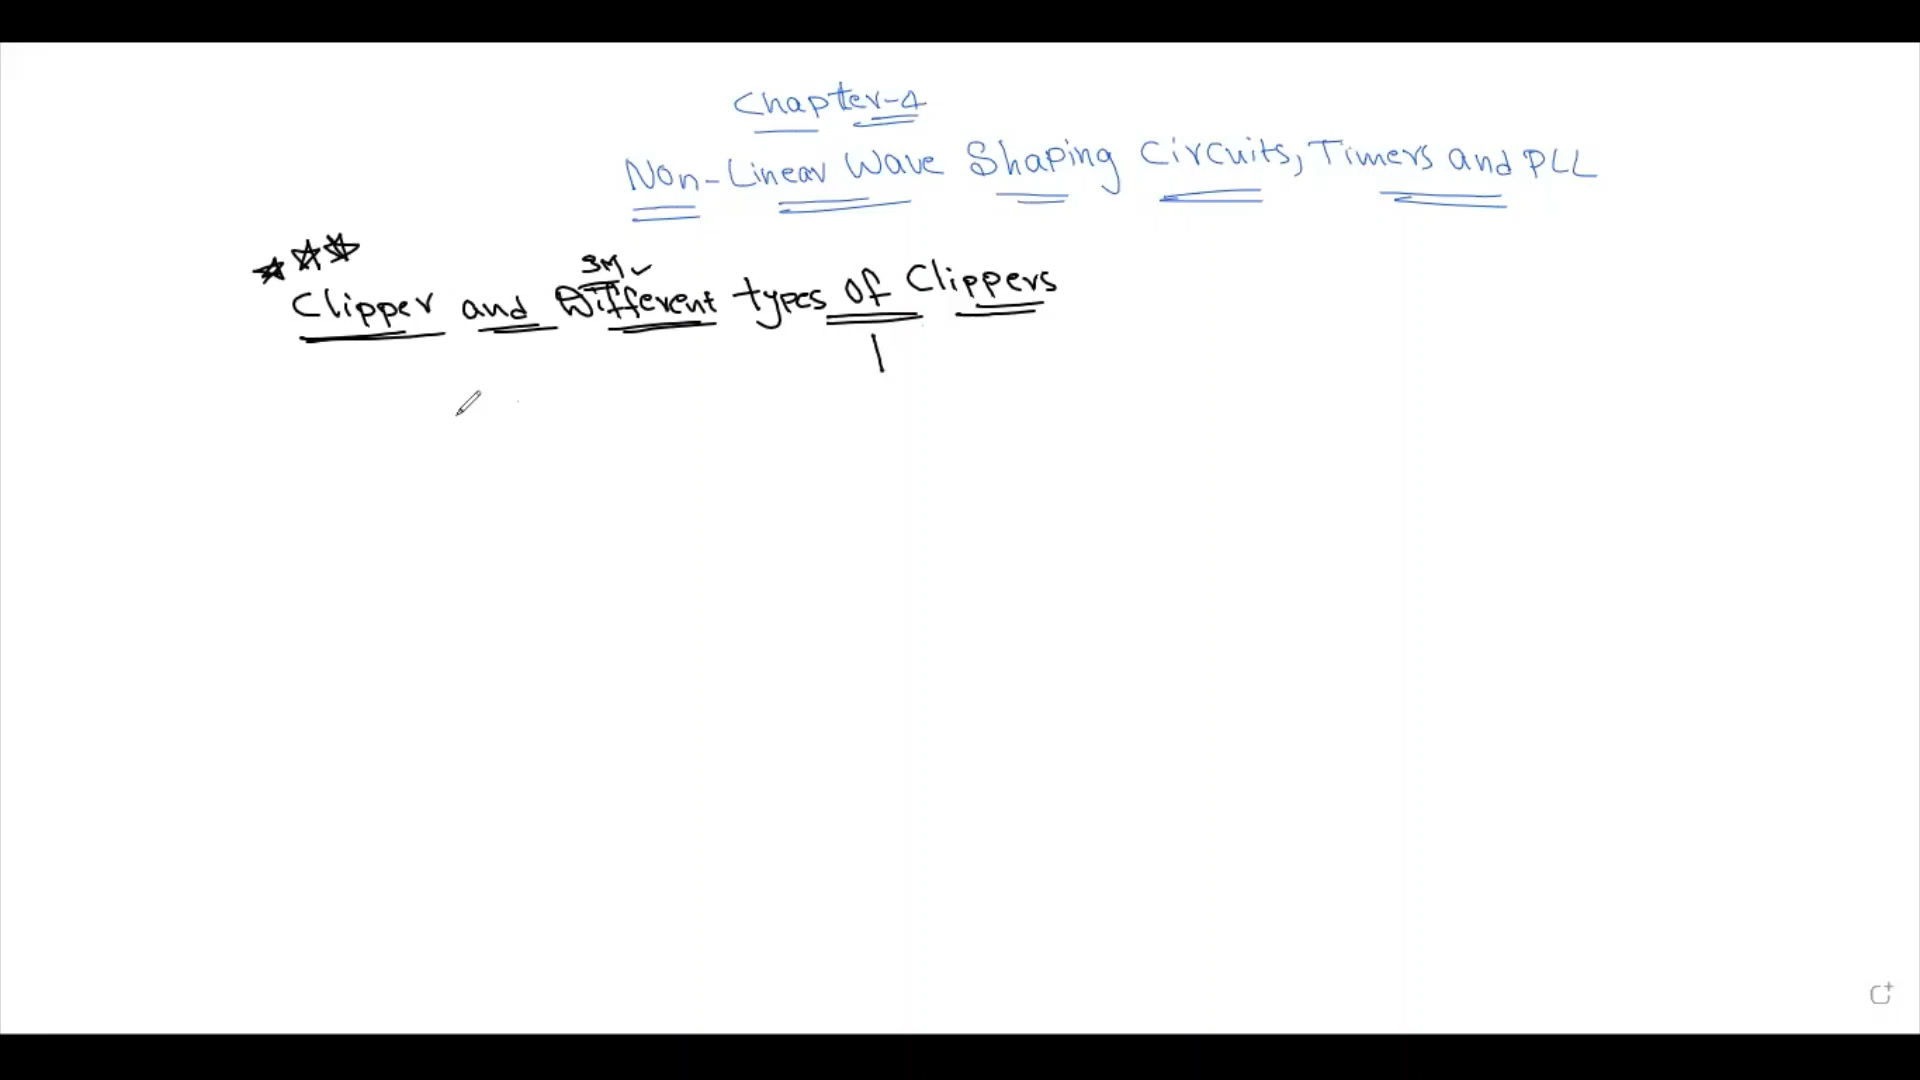 Chapter-4
Non-Linear Wave Shaping Circuits, Timers and PLL
3M
Clipper and Different types of Clippers